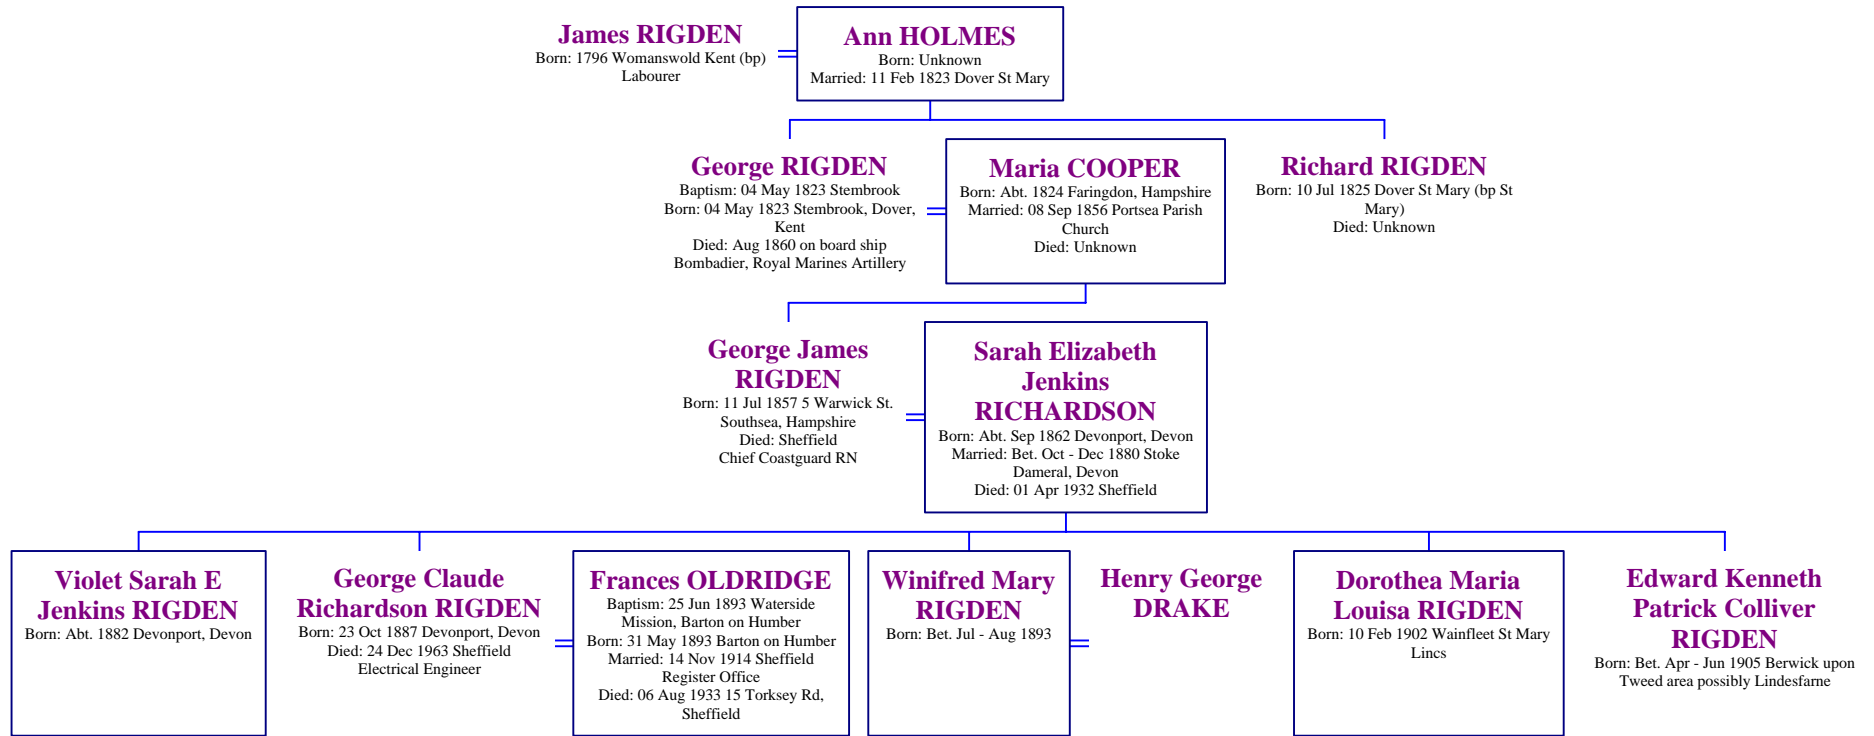 James RIGDEN
Born: 1796 Womanswold Kent (bp)
Labourer
Ann HOLMES
Born: Unknown
Married: 11 Feb 1823 Dover St Mary
George RIGDEN
Baptism: 04 May 1823 Stembrook
Born: 04 May 1823 Stembrook, Dover,
Kent
Died: Aug 1860 on board ship
Bombadier, Royal Marines Artillery
Maria COOPER
Born: Abt. 1824 Faringdon, Hampshire
Married: 08 Sep 1856 Portsea Parish
Church
Died: Unknown
Richard RIGDEN
Born: 10 Jul 1825 Dover St Mary (bp St
Mary)
Died: Unknown
George James
RIGDEN
Born: 11 Jul 1857 5 Warwick St.
Southsea, Hampshire
Died: Sheffield
Chief Coastguard RN
Sarah Elizabeth
Jenkins
RICHARDSON
Born: Abt. Sep 1862 Devonport, Devon
Married: Bet. Oct - Dec 1880 Stoke
Dameral, Devon
Died: 01 Apr 1932 Sheffield
Violet Sarah E
Jenkins RIGDEN
Born: Abt. 1882 Devonport, Devon
George Claude
Richardson RIGDEN
Born: 23 Oct 1887 Devonport, Devon
Died: 24 Dec 1963 Sheffield
Electrical Engineer
Frances OLDRIDGE
Baptism: 25 Jun 1893 Waterside
Mission, Barton on Humber
Born: 31 May 1893 Barton on Humber
Married: 14 Nov 1914 Sheffield
Register Office
Died: 06 Aug 1933 15 Torksey Rd,
Sheffield
Winifred Mary
RIGDEN
Born: Bet. Jul - Aug 1893
Henry George
DRAKE
Dorothea Maria
Louisa RIGDEN
Born: 10 Feb 1902 Wainfleet St Mary
Lincs
Edward Kenneth
Patrick Colliver
RIGDEN
Born: Bet. Apr - Jun 1905 Berwick upon
Tweed area possibly Lindesfarne